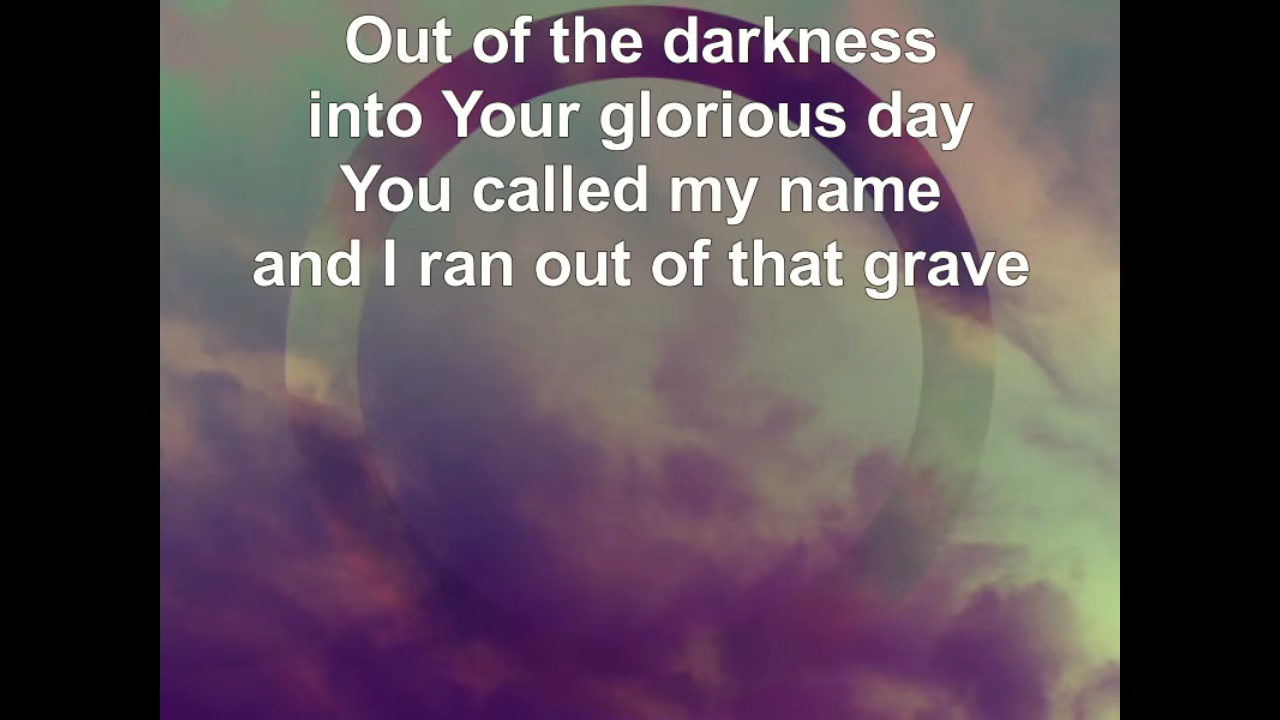 Out of the darkness
into Your glorious day
You called my name
and I ran out of that grave